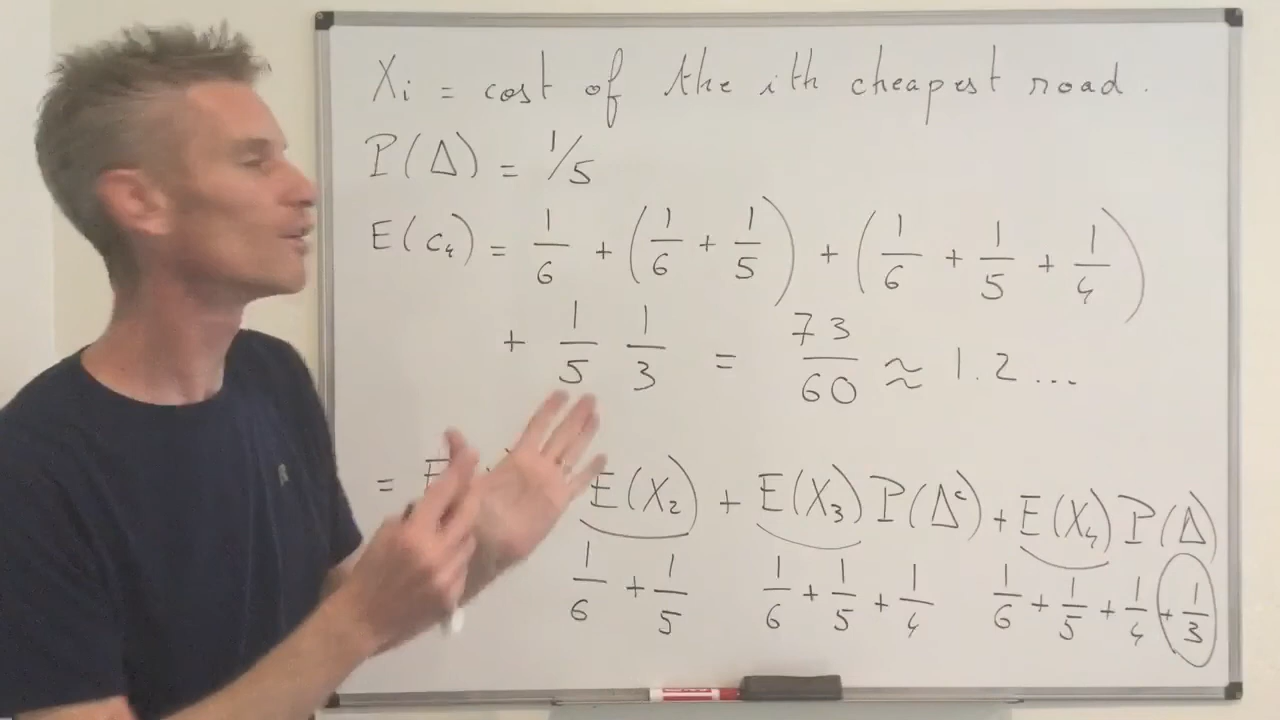 Xi = cost of the ith cheapest road.
P(Δ) = 1/5
E(C₄) = 1/6 + (1/6 + 1/5) + (1/6 + 1/5 + 1/4)
+ 1/5 1/3 = 73/60 ≈ 1.2...
= E E(X₂) + E(X₃) P(Δᶜ) + E(X₄) P(Δ)
1/6 + 1/5 1/6 + 1/5 + 1/4 1/6 + 1/5 + 1/4 + 1/3